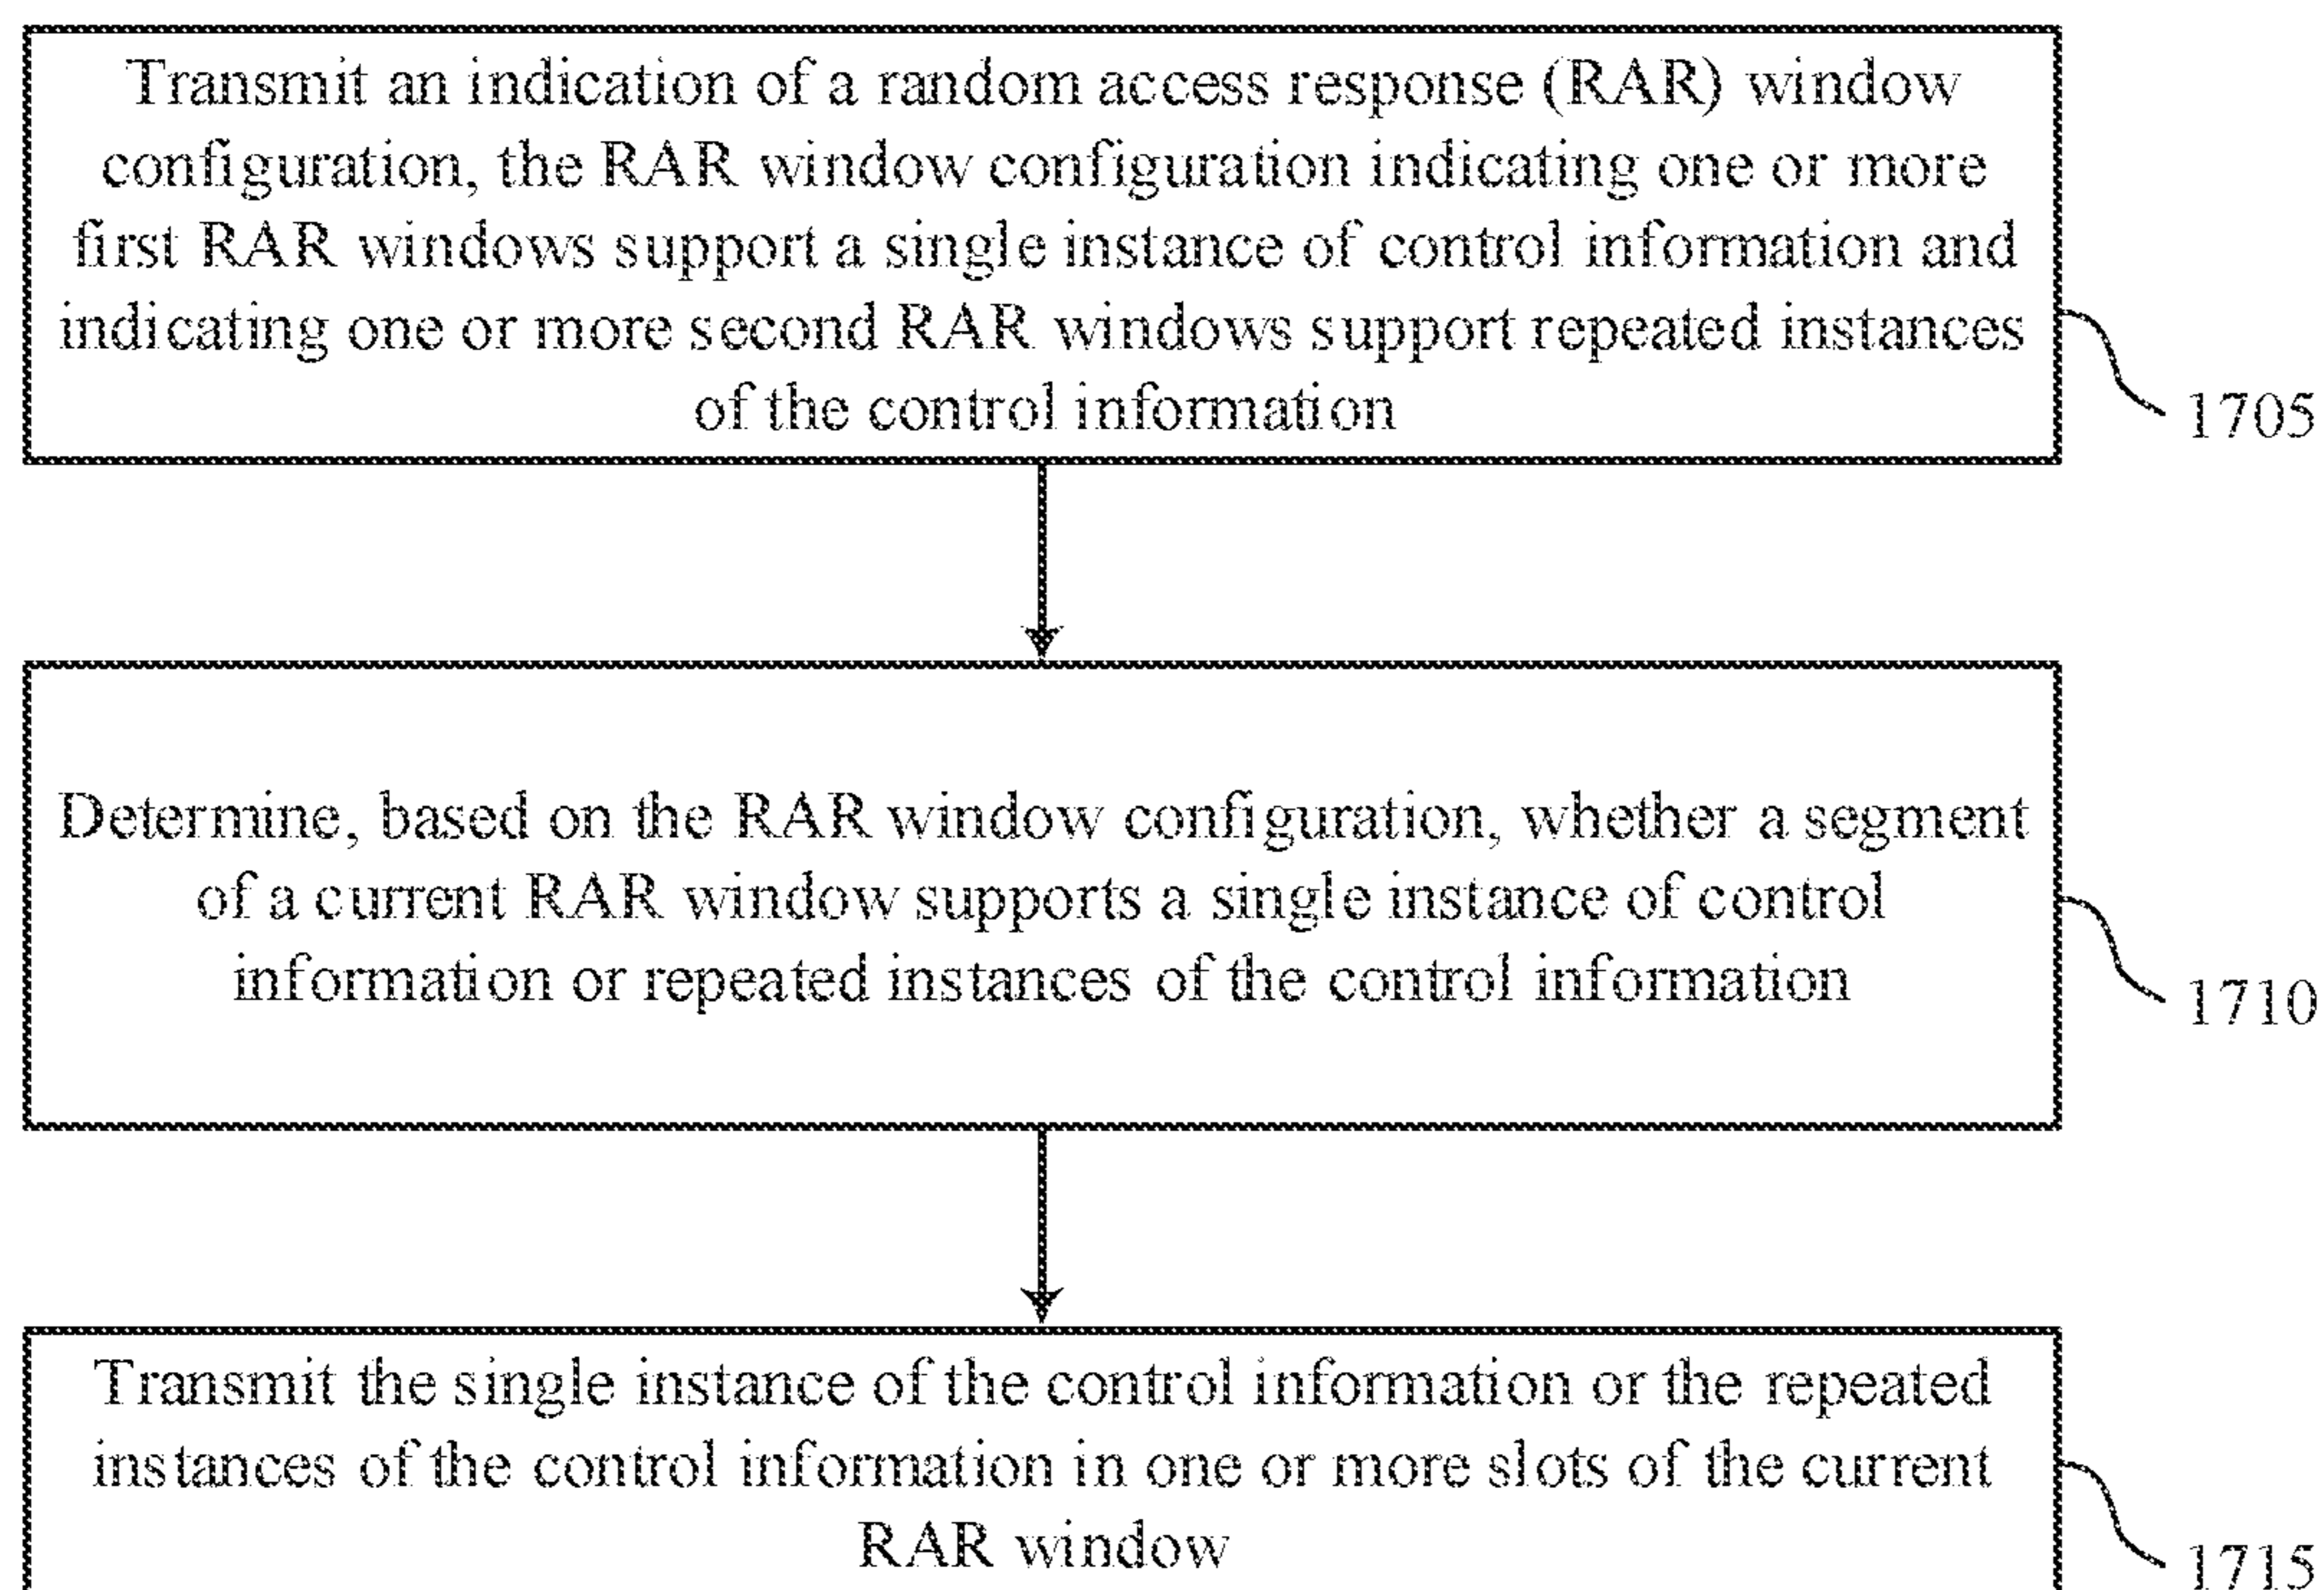 Transmit an indication of a random access response (RAR) window
configuration, the RAR window configuration indicating one or more
first RAR windows support a single instance of control information and
indicating one or more second RAR windows support repeated instances
of the control information
1705
Determine, based on the RAR window configuration, whether a segment
of a current RAR window supports a single instance of control
information or repeated instances of the control information
1710
Transmit the single instance of the control information or the repeated
instances of the control information in one or more slots of the current
RAR window
1715